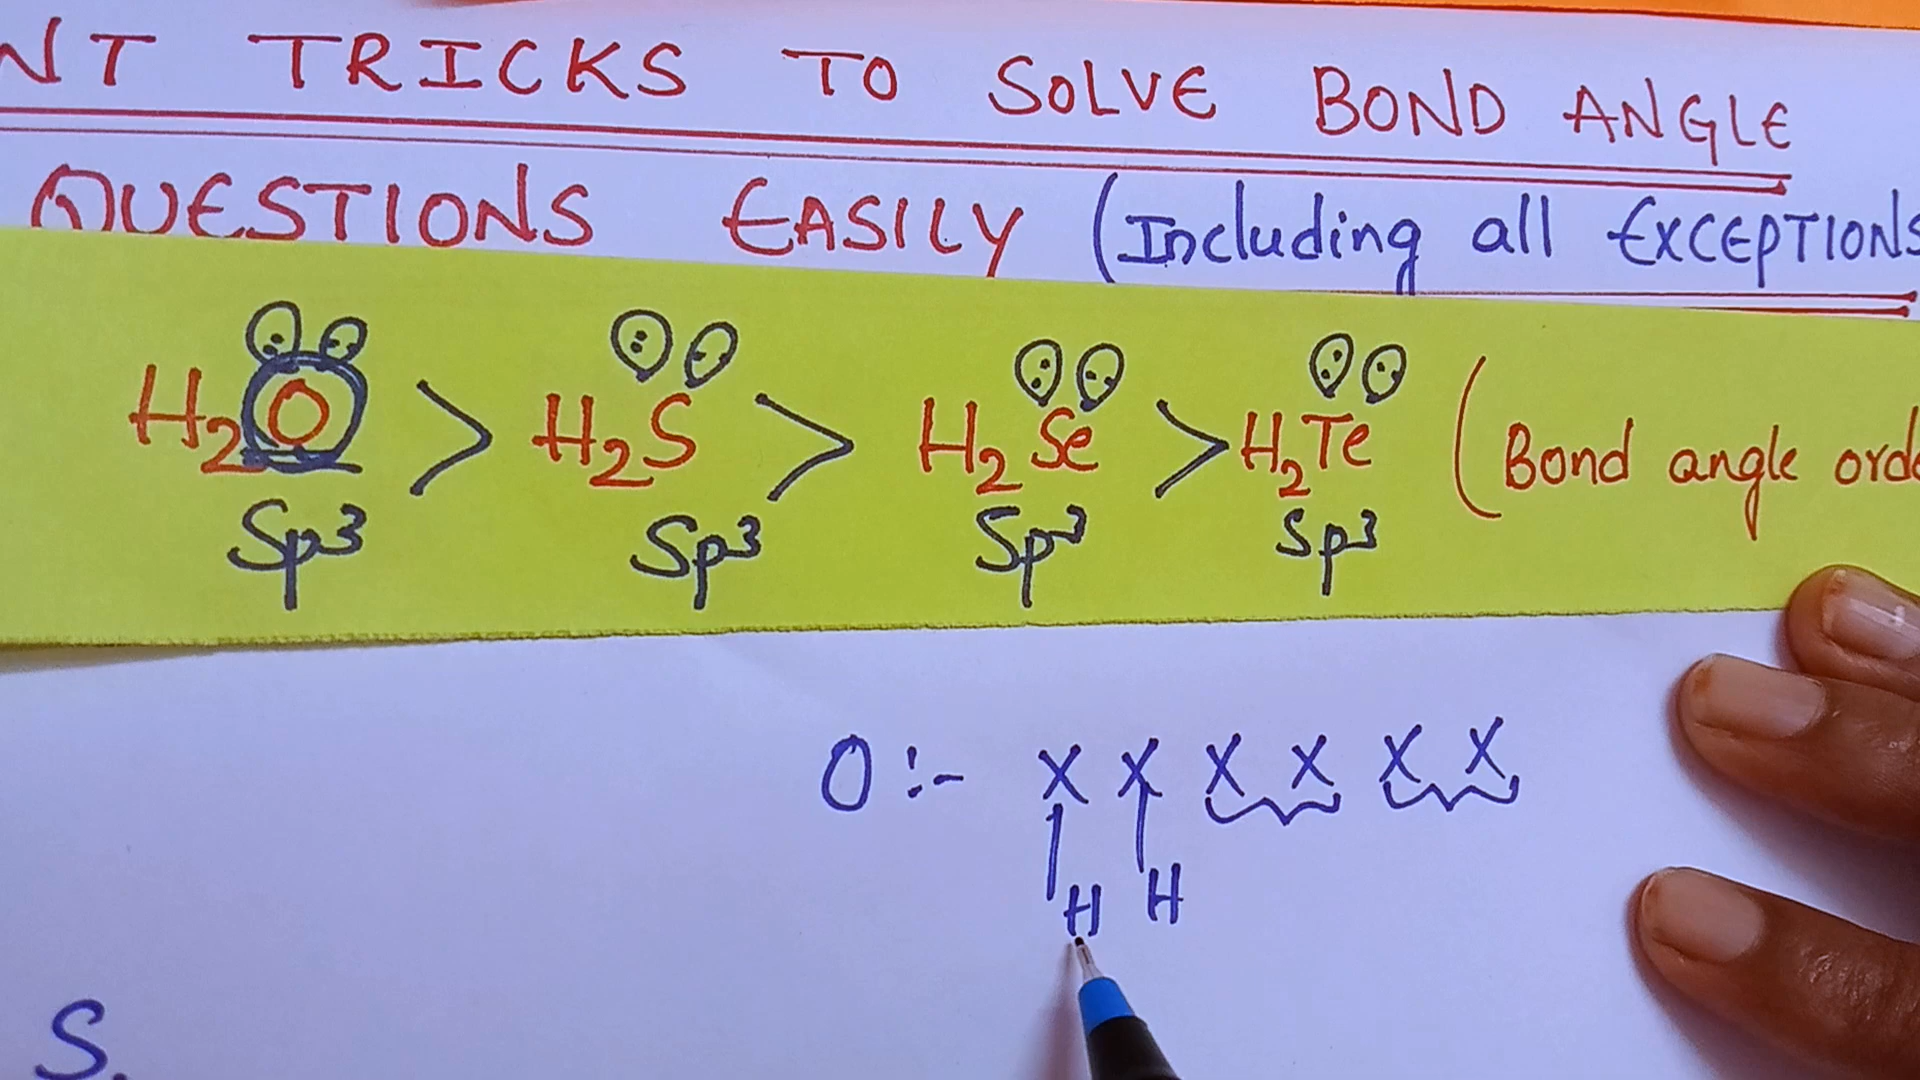 NT TRICKS TO SOLVE BOND ANGLE
QUESTIONS EASILY (Including all EXCEPTIONS
H₂O > H₂S > H₂Se > H₂Te (Bond angle orde
Sp³ Sp³ Sp³ Sp³
O :- X X X X X X
H H
S.